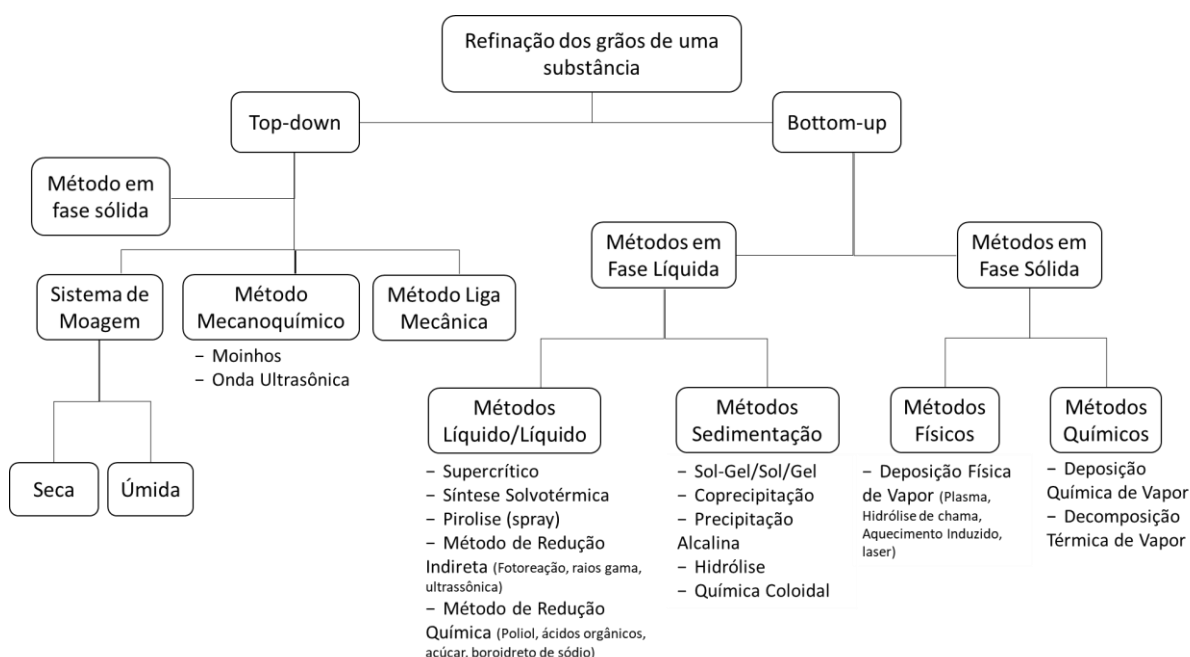 Refinação dos grãos de uma
substância
Top-down
Bottom-up
Método em
fase sólida
Métodos em
Fase Líquida
Métodos em
Fase Sólida
Sistema de
Moagem
Método
Mecanoquímico
Método Liga
Mecânica
– Moinhos
– Onda Ultrasônica
Seca
Úmida
Métodos
Líquido/Líquido
– Supercrítico
– Síntese Solvotérmica
– Pirolise (spray)
– Método de Redução
Indireta (Fotoreação, raios gama,
ultrassônica)
– Método de Redução
Química (Poliol, ácidos orgânicos,
açúcar, boroidreto de sódio)
Métodos
Sedimentação
– Sol-Gel/Sol/Gel
– Coprecipitação
– Precipitação
Alcalina
– Hidrólise
– Química Coloidal
Métodos
Físicos
– Deposição Física
de Vapor (Plasma,
Hidrólise de chama,
Aquecimento Induzido,
laser)
Métodos
Químicos
– Deposição
Química de Vapor
– Decomposição
Térmica de Vapor